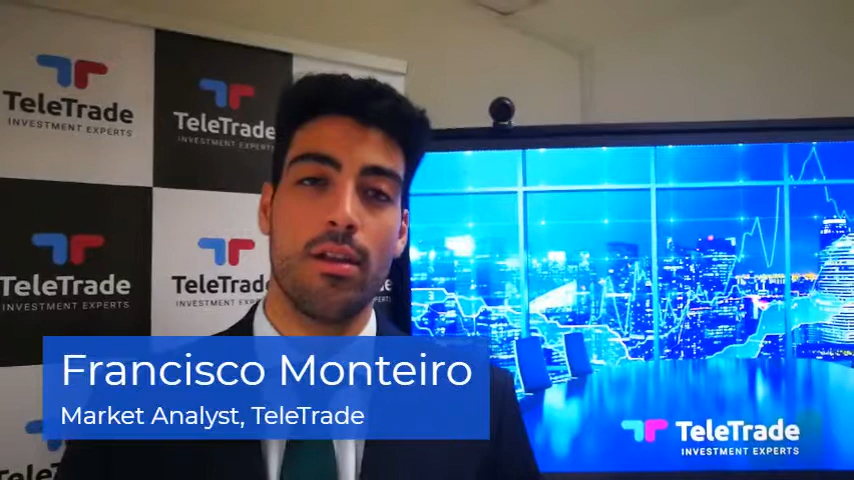 TeleTrade
INVESTMENT EXPERTS
TeleTrade
INVESTMENT EXPERTS
TeleTrade
INVESTMENT EXPERTS
TeleTrade
INVESTMENT EXPERTS
Francisco Monteiro
Market Analyst, TeleTrade
TeleTrade
INVESTMENT EXPERTS